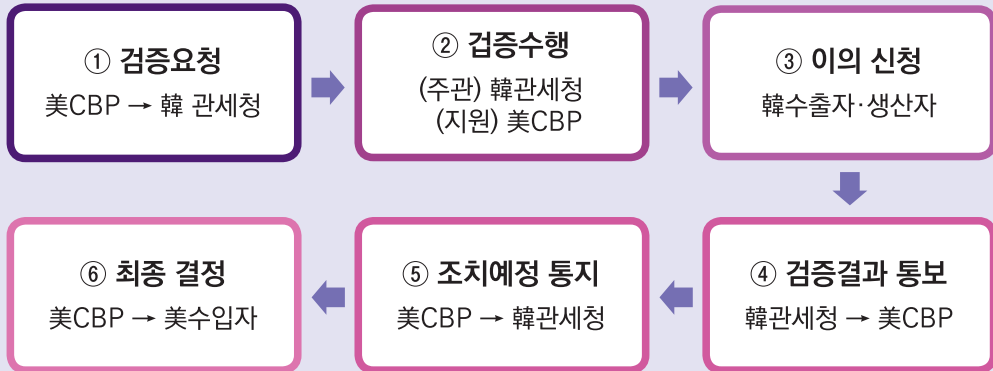 ① 검증요청
美CBP → 韓 관세청
② 겁증수행
(주관) 韓관세청
(지원) 美CBP
③ 이의 신청
韓수출자·생산자
④ 검증결과 통보
韓관세청 → 美CBP
⑤ 조치예정 통지
美CBP → 韓관세청
⑥ 최종 결정
美CBP → 美수입자